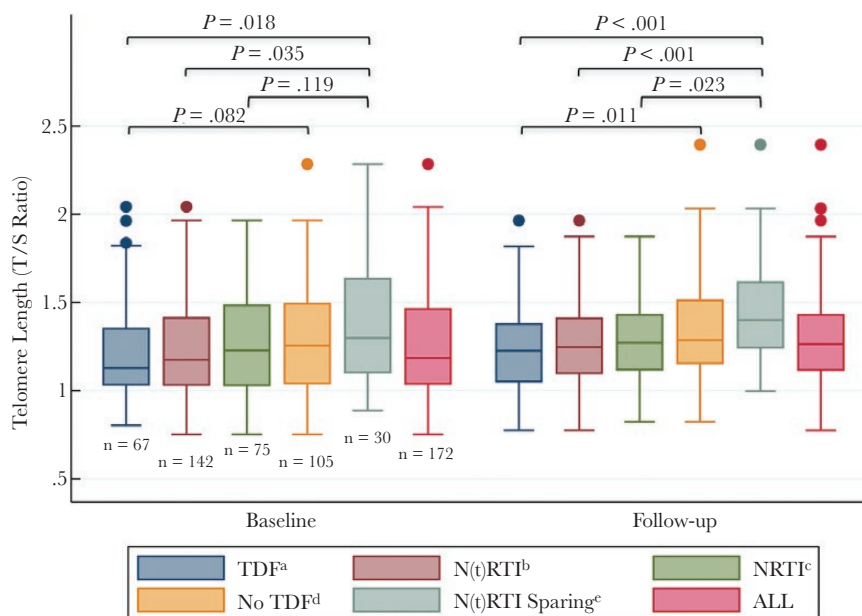 P = .018
P < .001
P = .035
P < .001
P = .119
P = .023
P = .082
P = .011
Telomere Length (T/S Ratio)
2.5
2
1.5
1
.5
n = 67
n = 142
n = 75
n = 105
n = 30
n = 172
Baseline
Follow-up
TDFᵃ
N(t)RTIᵇ
NRTIᶜ
No TDFᵈ
N(t)RTI Sparingᵉ
ALL